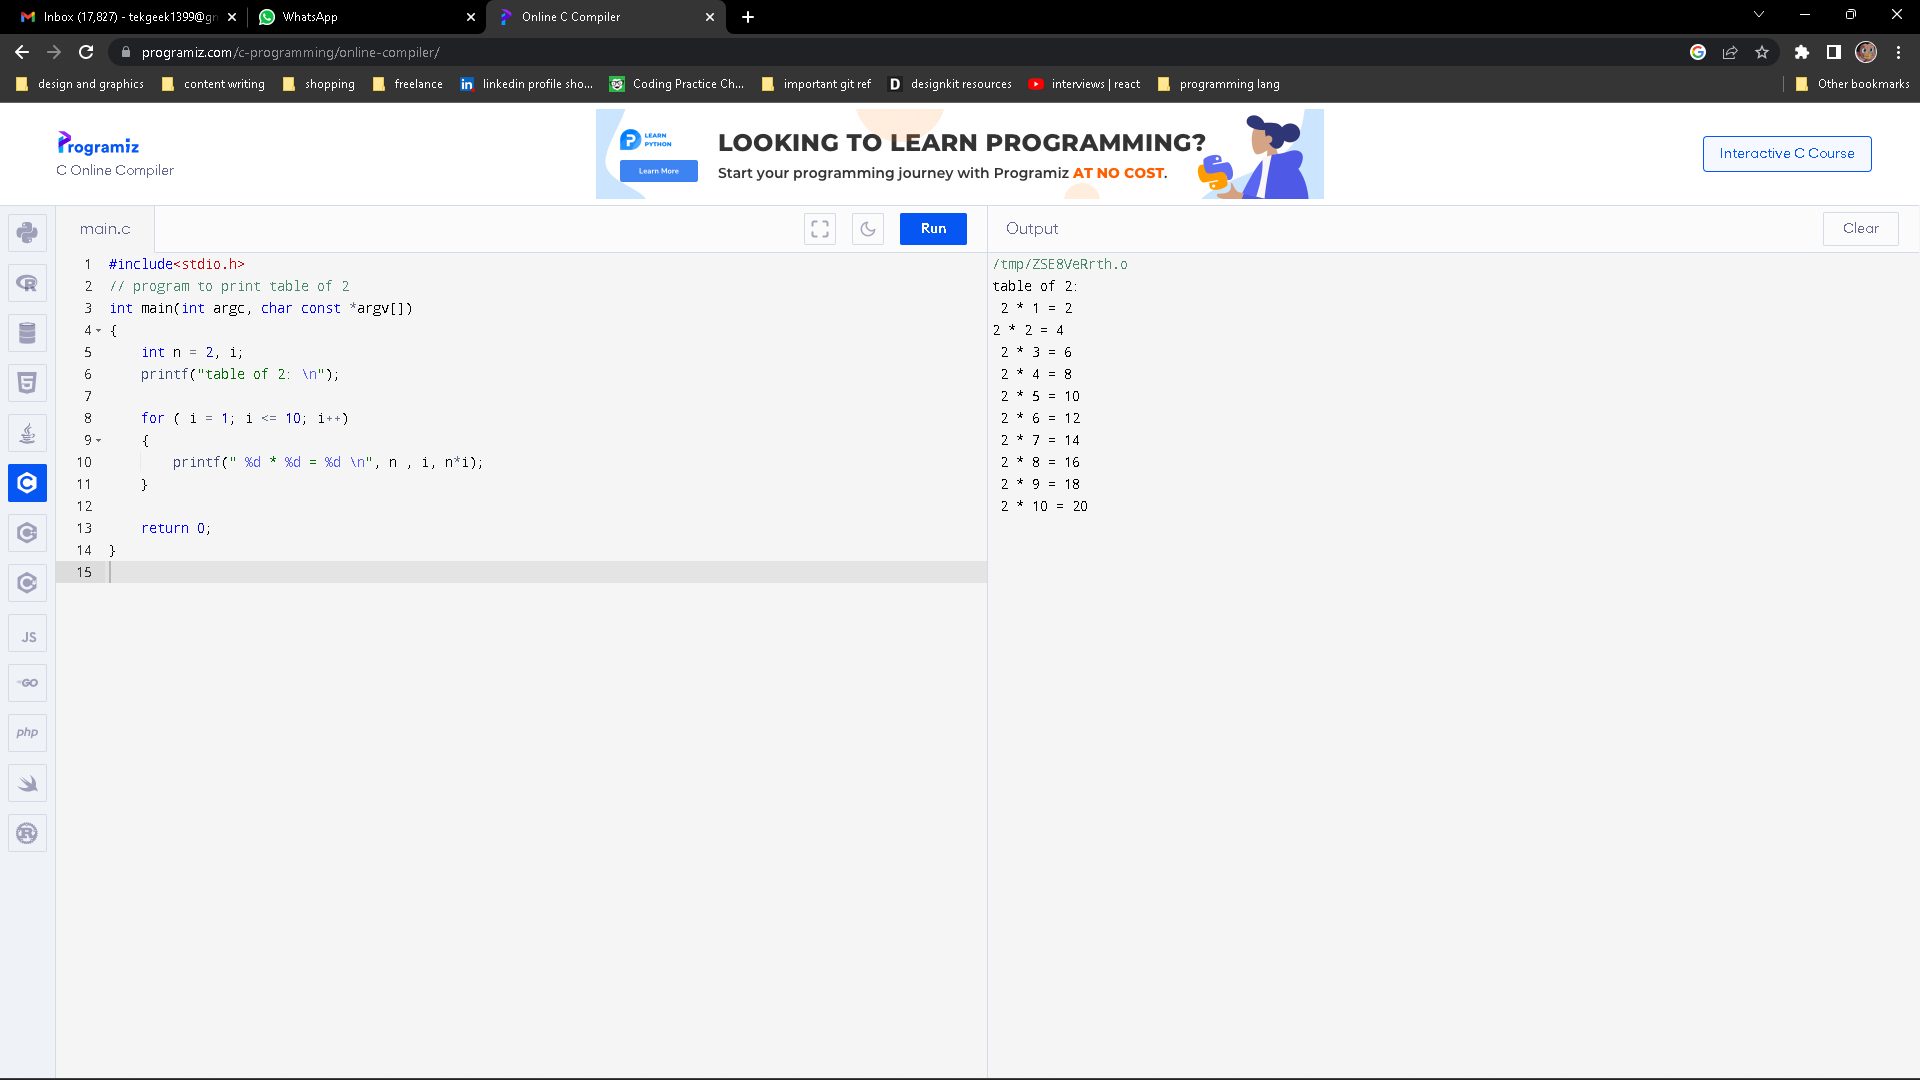 Inbox (17,827) - tekgeek1399@gm
WhatsApp
Online C Compiler
programiz.com/c-programming/online-compiler/
design and graphics
content writing
shopping
freelance
linkedin profile sho...
Coding Practice Ch...
important git ref
designkit resources
interviews | react
programming lang
Other bookmarks
Programiz
C Online Compiler
LEARN
PYTHON
Learn More
LOOKING TO LEARN PROGRAMMING?
Start your programming journey with Programiz AT NO COST.
Interactive C Course
main.c
Run
Output
Clear
1 #include<stdio.h>
2 // program to print table of 2
3 int main(int argc, char const *argv[])
4 {
5     int n = 2, i;
6     printf("table of 2: \n");
7
8     for ( i = 1; i <= 10; i++)
9     {
10         printf(" %d * %d = %d \n", n , i, n*i);
11     }
12
13     return 0;
14 }
15
/tmp/ZSE8VeRrth.o
table of 2:
 2 * 1 = 2
2 * 2 = 4
 2 * 3 = 6
 2 * 4 = 8
 2 * 5 = 10
 2 * 6 = 12
 2 * 7 = 14
 2 * 8 = 16
 2 * 9 = 18
 2 * 10 = 20
JS
GO
php